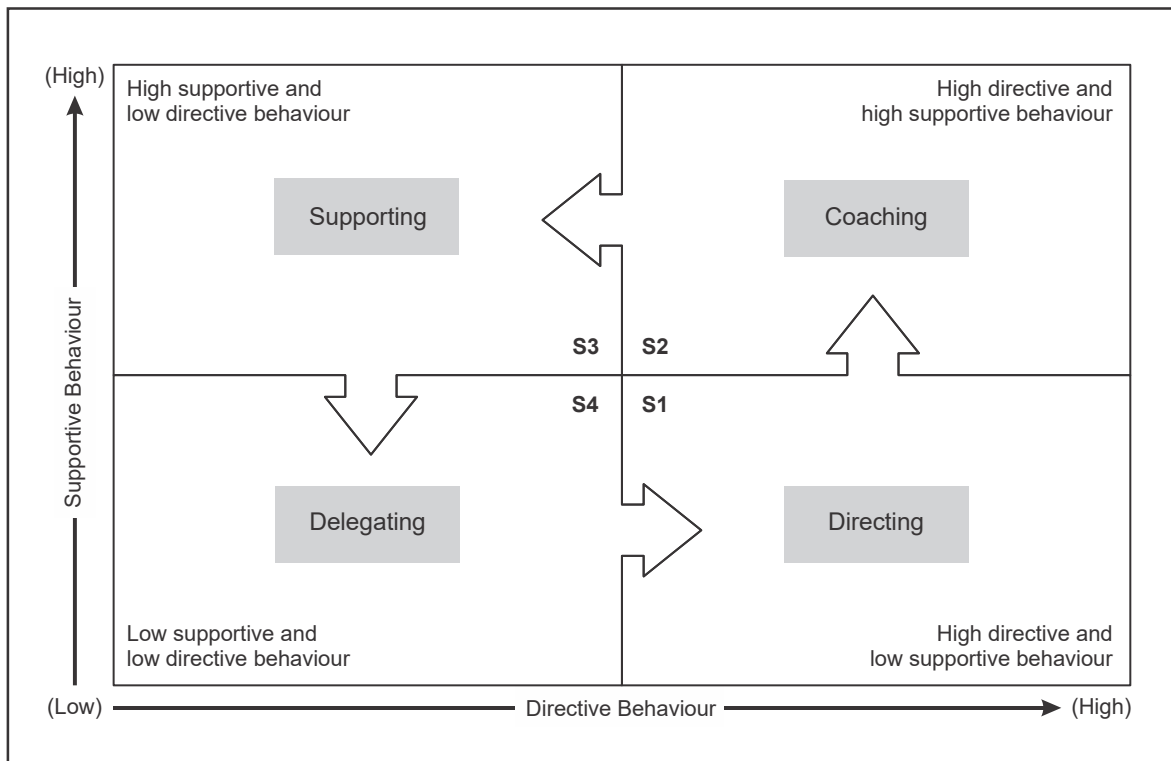 (High)
High supportive and
low directive behaviour
High directive and
high supportive behaviour
Supporting
Coaching
Supportive Behaviour
S3
S2
S4
S1
Delegating
Directing
Low supportive and
low directive behaviour
High directive and
low supportive behaviour
(Low)
Directive Behaviour
(High)